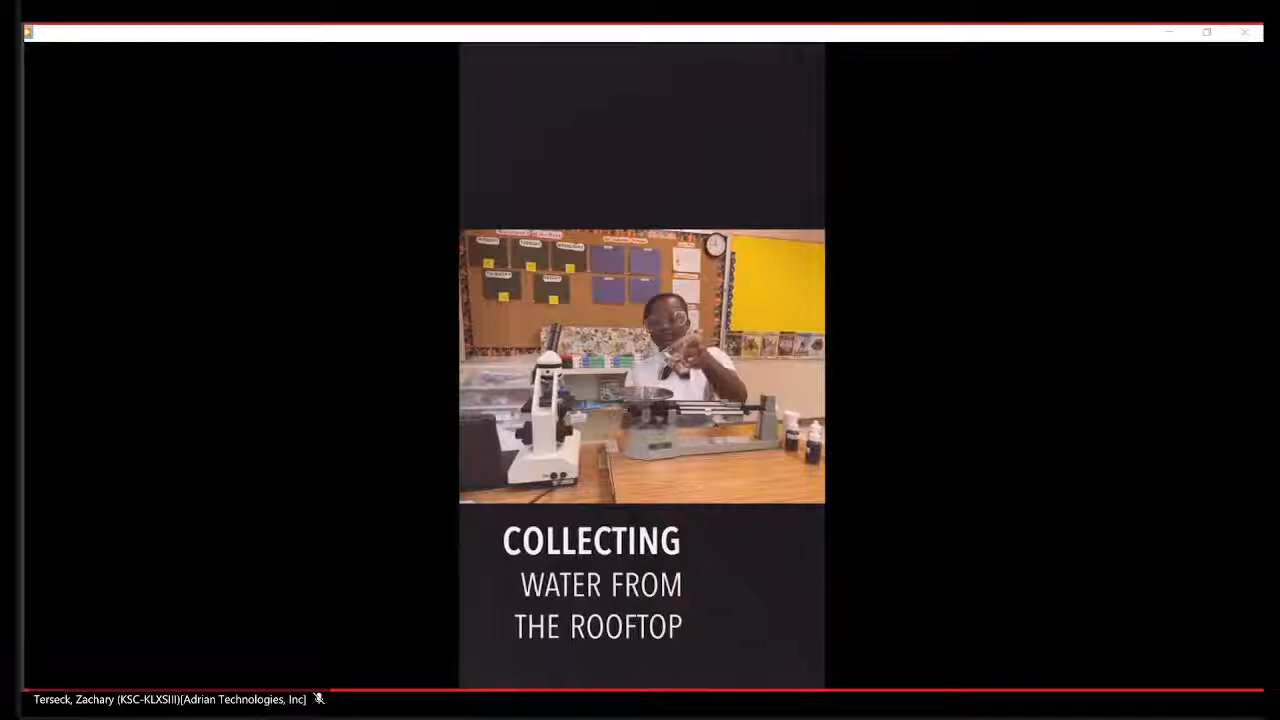 COLLECTING
WATER FROM
THE ROOFTOP
Terseck, Zachary (KSC-KLXSIII)[Adrian Technologies, Inc]